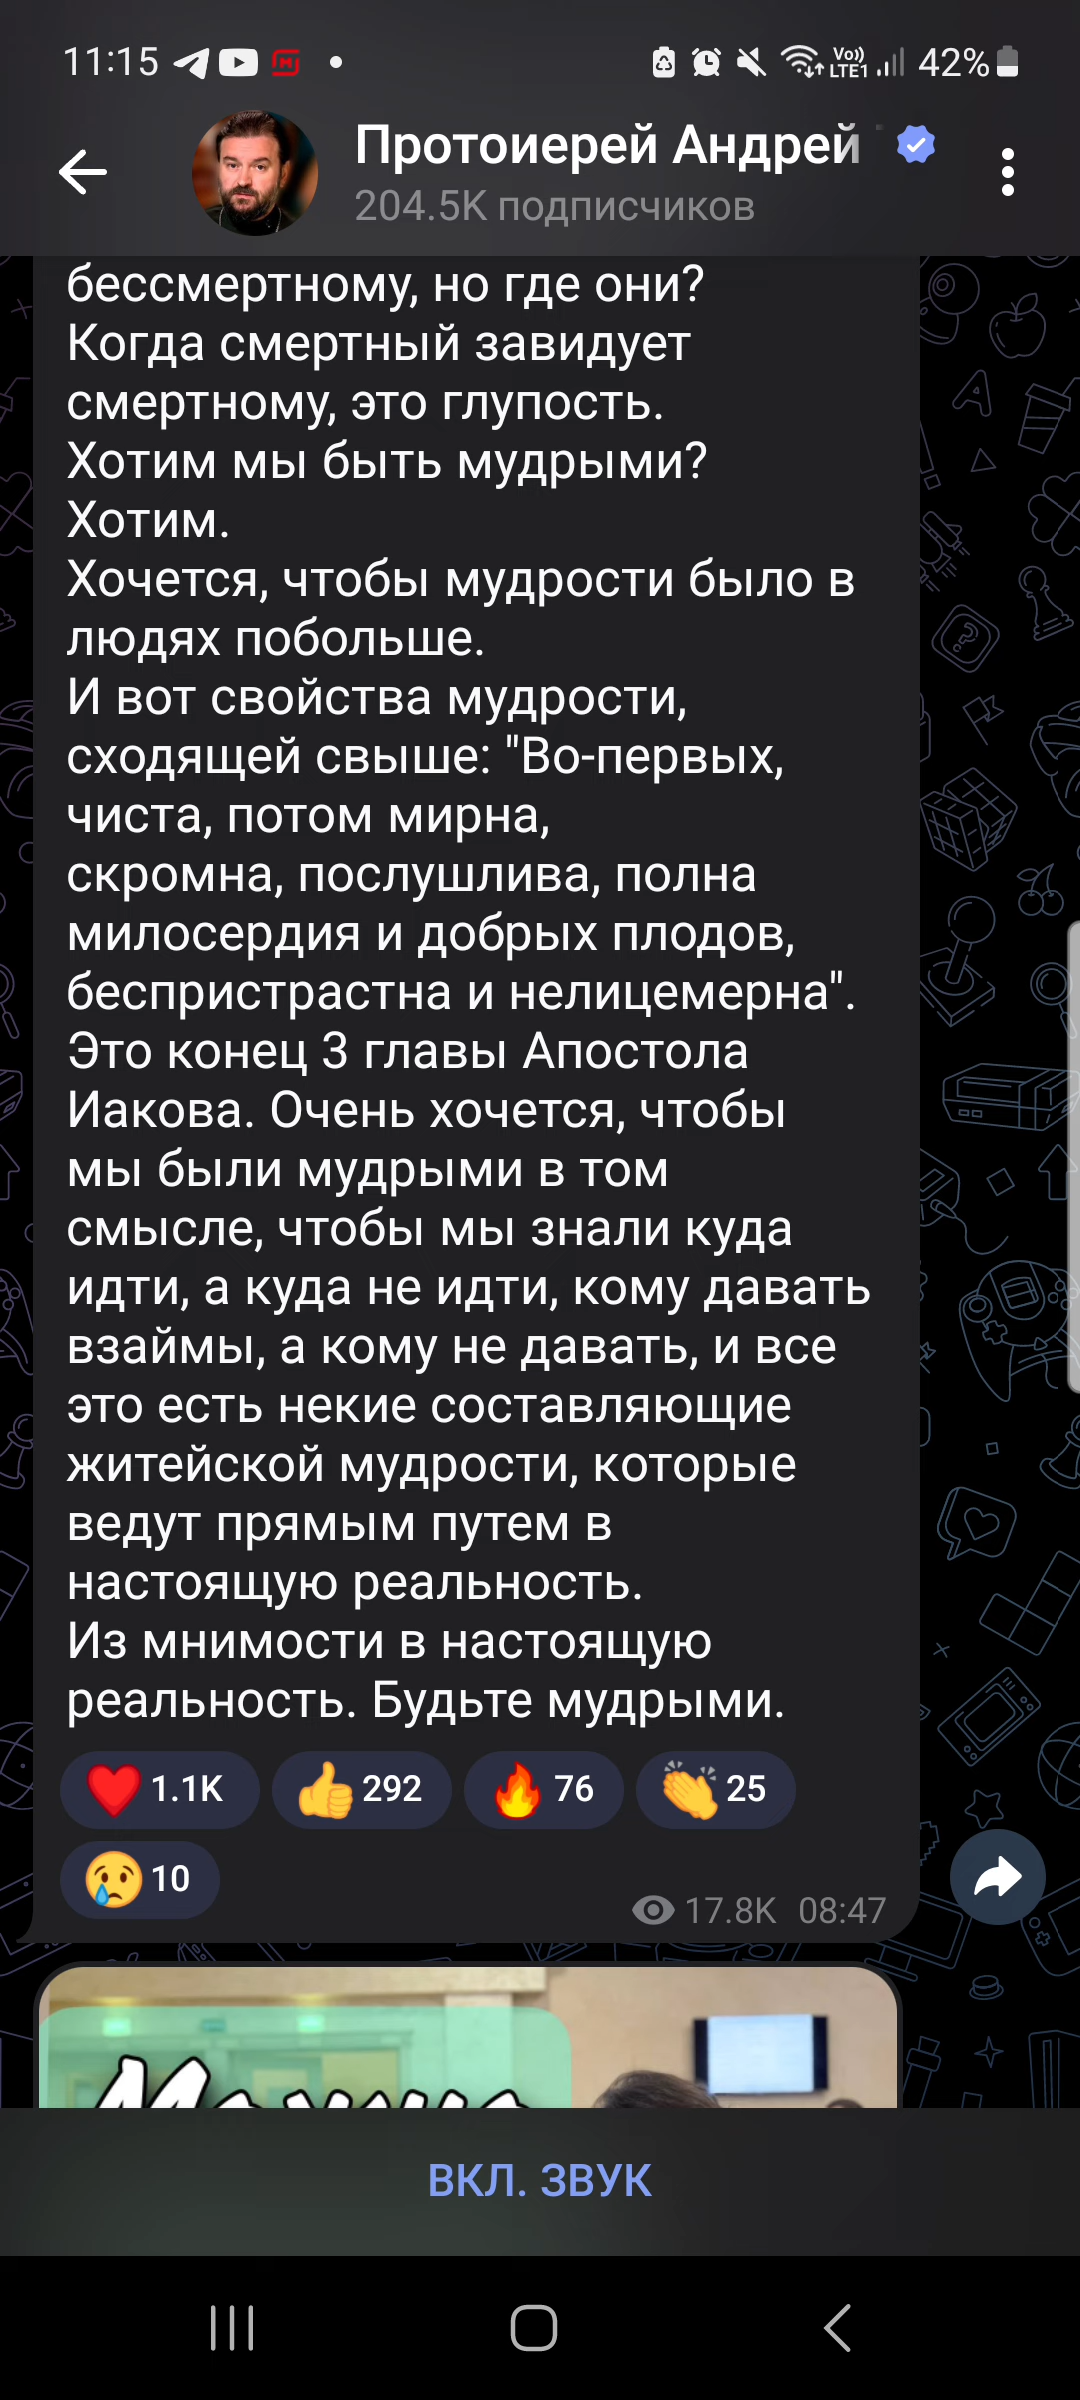 11:15
Vo))
LTE1
42%
Протоиерей Андрей
204.5K подписчиков
бессмертному, но где они?
Когда смертный завидует
смертному, это глупость.
Хотим мы быть мудрыми?
Хотим.
Хочется, чтобы мудрости было в
людях побольше.
И вот свойства мудрости,
сходящей свыше: "Во-первых,
чиста, потом мирна,
скромна, послушлива, полна
милосердия и добрых плодов,
беспристрастна и нелицемерна".
Это конец 3 главы Апостола
Иакова. Очень хочется, чтобы
мы были мудрыми в том
смысле, чтобы мы знали куда
идти, а куда не идти, кому давать
взаймы, а кому не давать, и все
это есть некие составляющие
житейской мудрости, которые
ведут прямым путем в
настоящую реальность.
Из мнимости в настоящую
реальность. Будьте мудрыми.
1.1K 292 76 25
10
17.8K 08:47
ВКЛ. ЗВУК